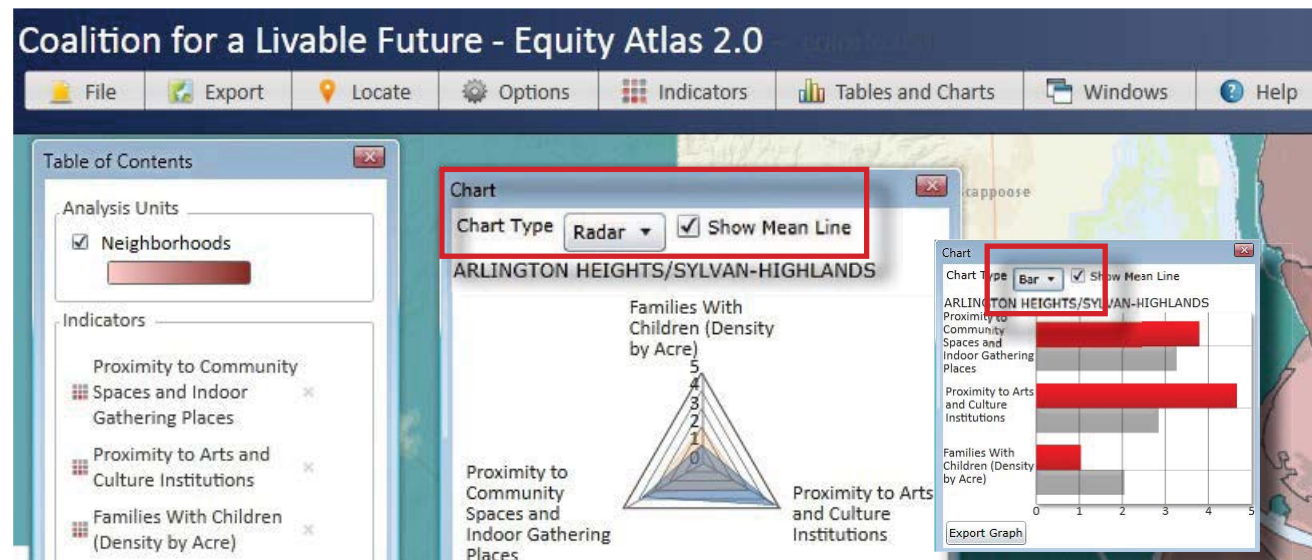 Coalition for a Livable Future - Equity Atlas 2.0
File Export Locate Options Indicators Tables and Charts Windows Help
Table of Contents
Analysis Units
Neighborhoods
Indicators
Proximity to Community
Spaces and Indoor
Gathering Places
Proximity to Arts and
Culture Institutions
Families With Children
(Density by Acre)
Chart
Chart Type Radar Show Mean Line
ARLINGTON HEIGHTS/SYLVAN-HIGHLANDS
Families With
Children (Density
by Acre)
5
4
3
2
1
0
Proximity to
Community
Spaces and
Indoor Gathering
Places
Proximity to Arts
and Culture
Institutions
cappoose
Chart
Chart Type Bar Show Mean Line
ARLINGTON HEIGHTS/SYLVAN-HIGHLANDS
Proximity to
Community
Spaces and
Indoor Gathering
Places
Proximity to Arts
and Culture
Institutions
Families With
Children (Density
by Acre)
0 1 2 3 4 5
Export Graph